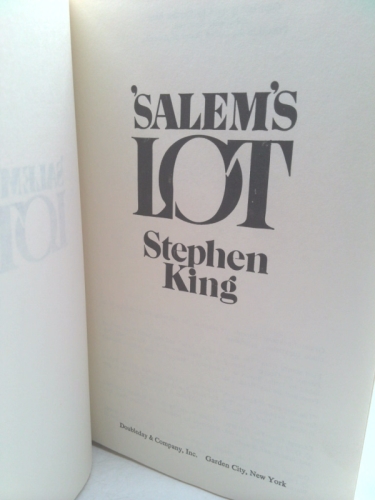 'SALEM'S
LOT
Stephen
King
Doubleday & Company, Inc. Garden City, New York